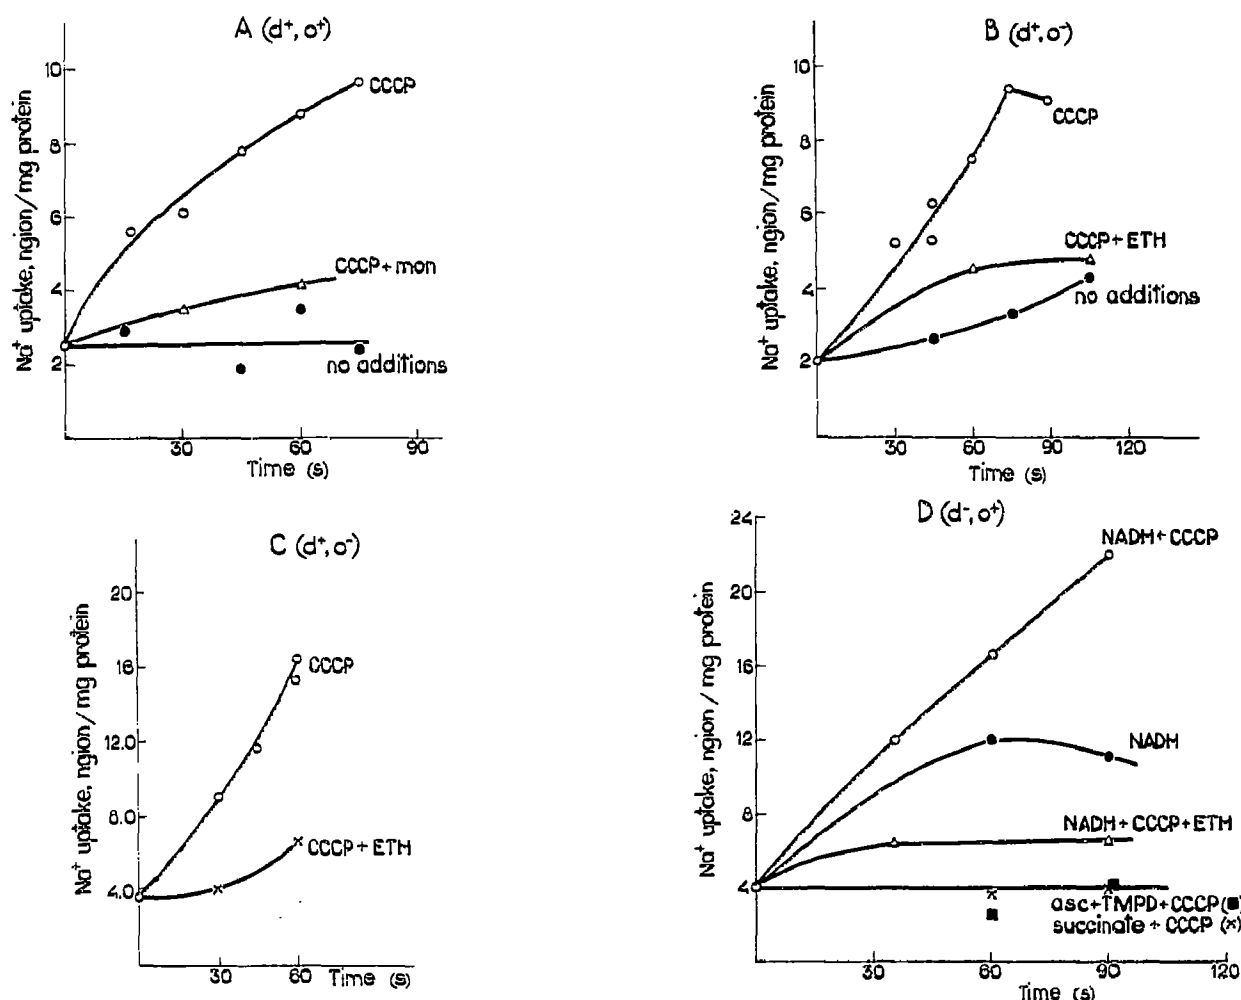 A (d⁺, o⁺)
Na⁺ uptake, ngion/mg protein
10
8
6
4
2
CCCP
CCCP+mon
no additions
30 60 90
Time (s)
B (d⁺, o⁻)
Na⁺ uptake, ngion/mg protein
10
8
6
4
2
CCCP
CCCP+ETH
no additions
30 60 90 120
Time (s)
C (d⁺, o⁻)
Na⁺ uptake, ngion/mg protein
20
16
12.0
8.0
4.0
CCCP
CCCP+ETH
30 60 Time (s)
D (d⁻, o⁺)
Na⁺ uptake, ngion/mg protein
24
20
16
12
8
4
NADH+CCCP
NADH
NADH+CCCP+ETH
asc+TMPD+CCCP(■)
succinate+CCCP (×)
30 60 90 120
Time (s)